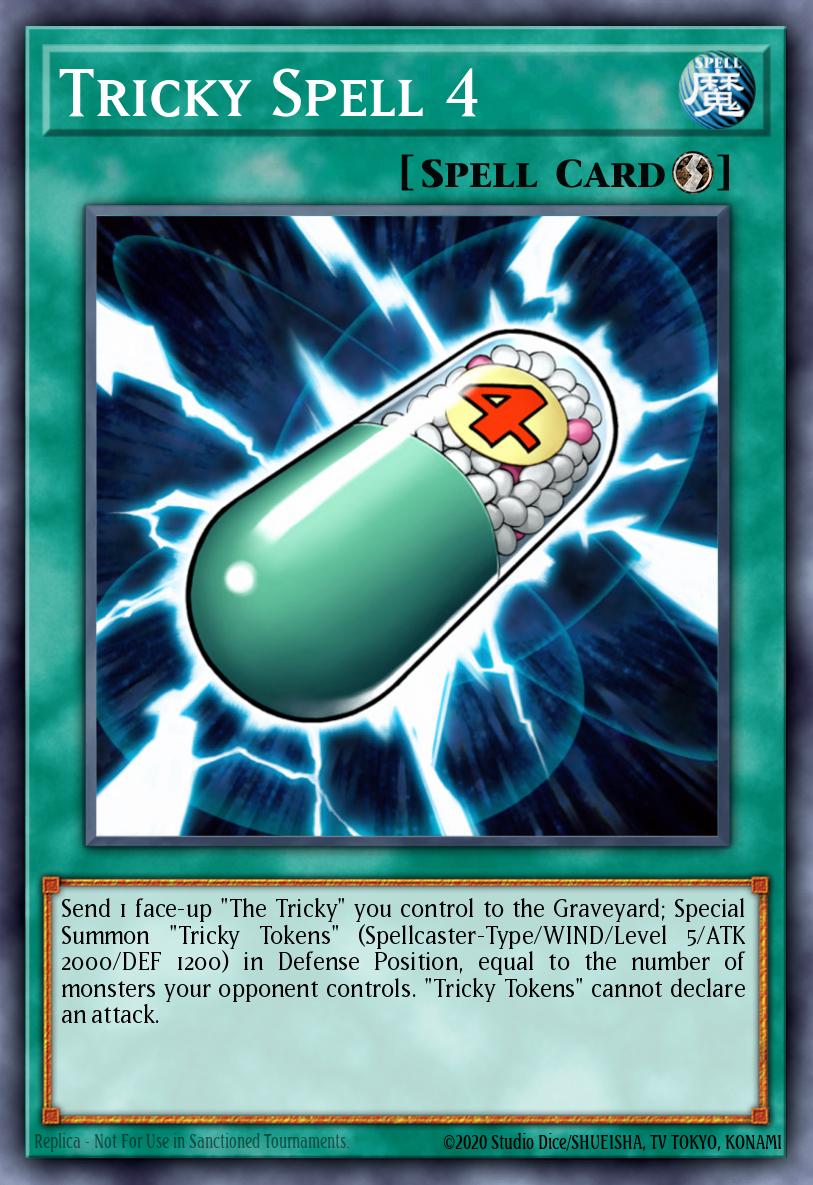 Tricky Spell 4
SPELL
魔
[Spell Card]
4
Send 1 face-up "The Tricky" you control to the Graveyard; Special
Summon "Tricky Tokens" (Spellcaster-Type/WIND/Level 5/ATK
2000/DEF 1200) in Defense Position, equal to the number of
monsters your opponent controls. "Tricky Tokens" cannot declare
an attack.
Replica - Not For Use in Sanctioned Tournaments.
©2020 Studio Dice/SHUEISHA, TV TOKYO, KONAMI